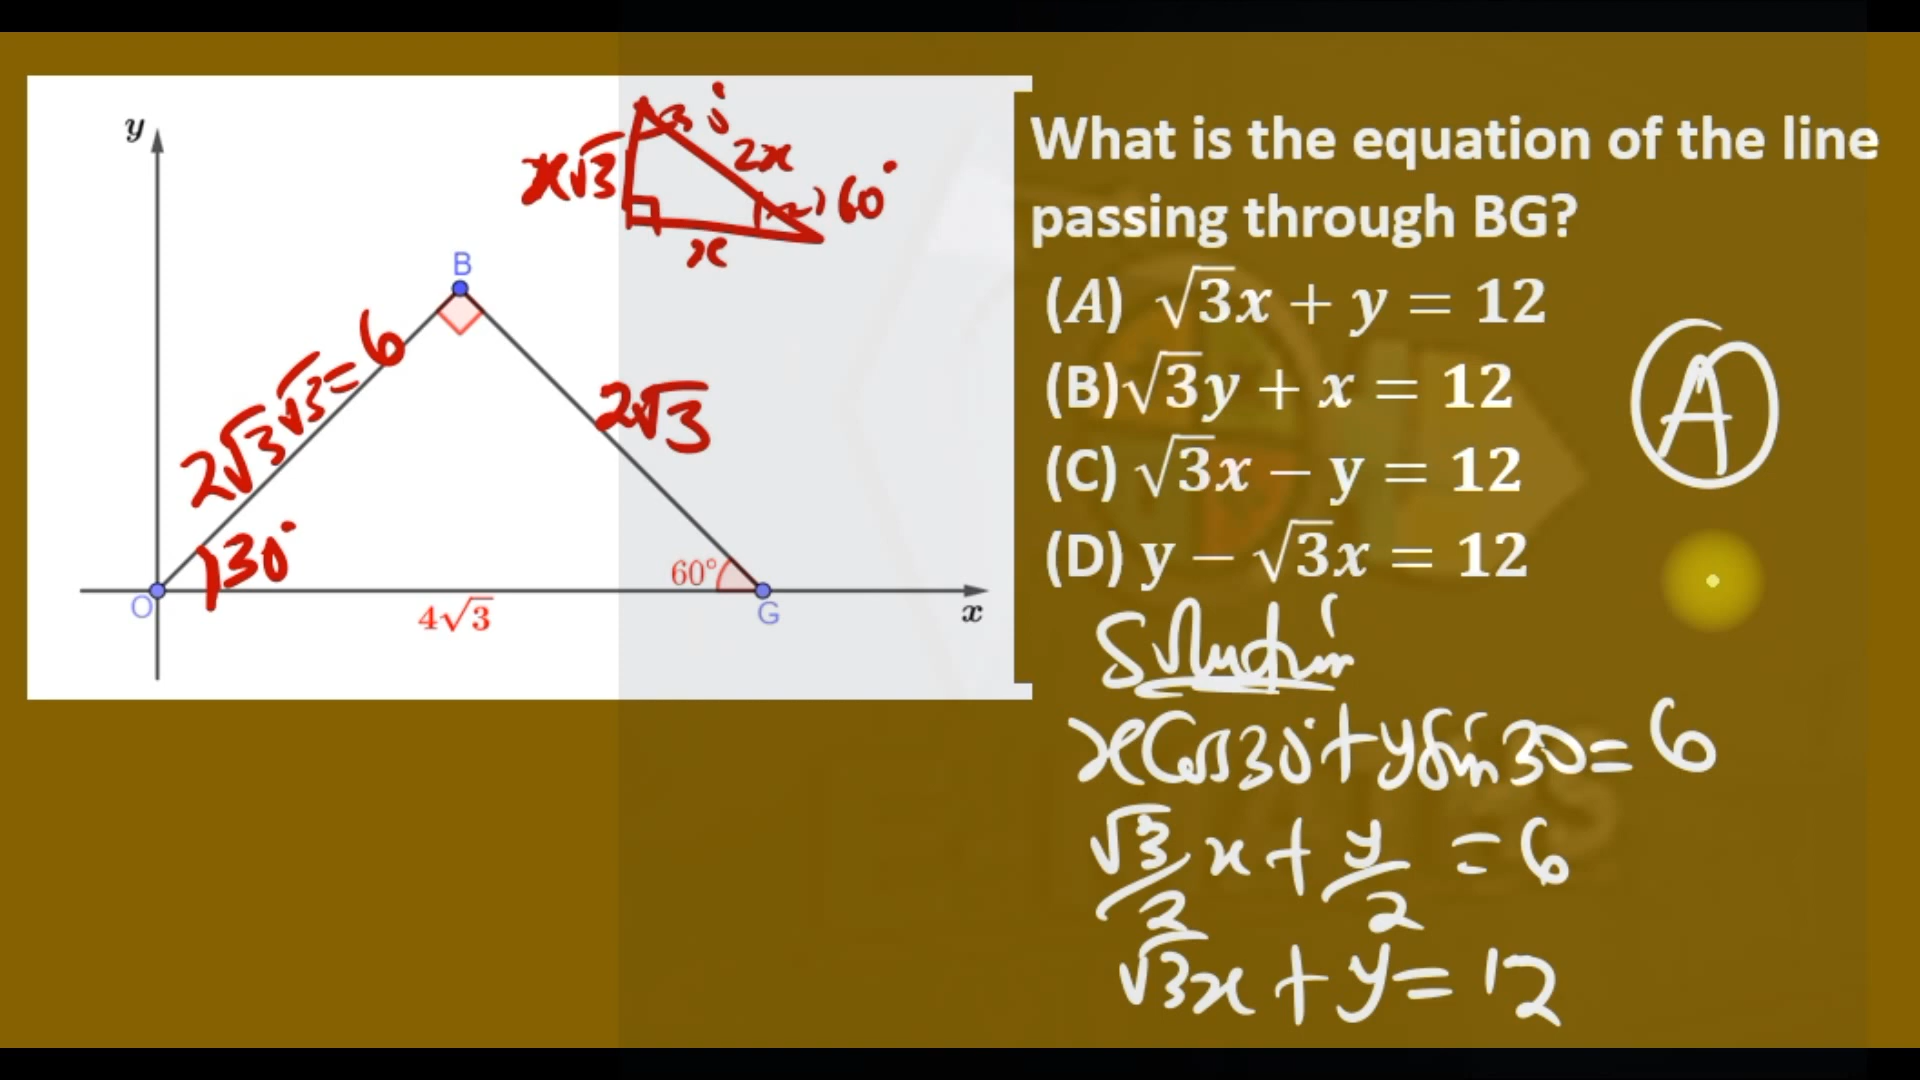 What is the equation of the line
passing through BG?
(A) √3x + y = 12
(B)√3y + x = 12
(C) √3x − y = 12
(D) y − √3x = 12
A
Solution
xCos30°+ySin30=6
√3/2 x + y/2 = 6
√3x + y = 12
y
x√3
30°
2x
60°
x
B
2√3√3=6
2√3
30°
60°
O
4√3
G
x